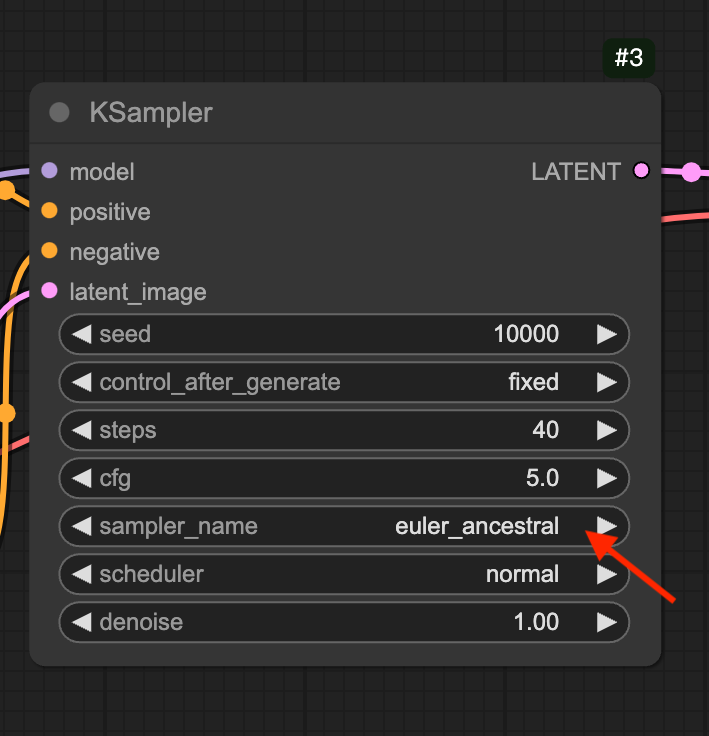 #3
KSampler
model LATENT
positive
negative
latent_image
seed 10000
control_after_generate fixed
steps 40
cfg 5.0
sampler_name euler_ancestral
scheduler normal
denoise 1.00